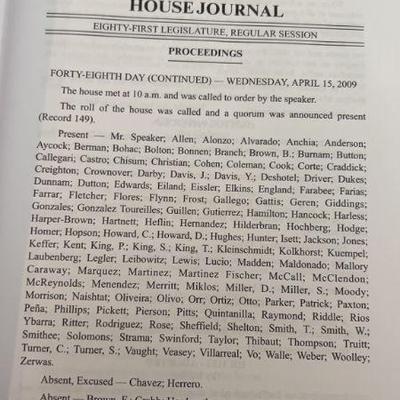 HOUSE JOURNAL
EIGHTY-FIRST LEGISLATURE, REGULAR SESSION
PROCEEDINGS
FORTY-EIGHTH DAY (CONTINUED) — WEDNESDAY, APRIL 15, 2009
The house met at 10 a.m. and was called to order by the speaker.
The roll of the house was called and a quorum was announced present
(Record 149).
Present — Mr. Speaker; Allen; Alonzo; Alvarado; Anchia; Anderson;
Aycock; Berman; Bohac; Bolton; Bonnen; Branch; Brown, B.; Burnam; Button;
Callegari; Castro; Chisum; Christian; Cohen; Coleman; Cook; Corte; Craddick;
Creighton; Crownover; Darby; Davis, J.; Davis, Y.; Deshotel; Driver; Dukes;
Dunnam; Dutton; Edwards; Eiland; Eissler; Elkins; England; Farabee; Farias;
Farrar; Fletcher; Flores; Flynn; Frost; Gallego; Gattis; Geren; Giddings;
Gonzales; Gonzalez Toureilles; Guillen; Gutierrez; Hamilton; Hancock; Harless;
Harper-Brown; Hartnett; Heflin; Hernandez; Hilderbran; Hochberg; Hodge;
Homer; Hopson; Howard, C.; Howard, D.; Hughes; Hunter; Isett; Jackson; Jones;
Keffer; Kent; King, P.; King, S.; King, T.; Kleinschmidt; Kolkhorst; Kuempel;
Laubenberg; Legler; Leibowitz; Lewis; Lucio; Madden; Maldonado; Mallory
Caraway; Marquez; Martinez; Martinez Fischer; McCall; McClendon;
McReynolds; Menendez; Merritt; Miklos; Miller, D.; Miller, S.; Moody;
Morrison; Naishtat; Oliveira; Olivo; Orr; Ortiz; Otto; Parker; Patrick; Paxton;
Peña; Phillips; Pickett; Pierson; Pitts; Quintanilla; Raymond; Riddle; Rios
Ybarra; Ritter; Rodriguez; Rose; Sheffield; Shelton; Smith, T.; Smith, W.;
Smithee; Solomons; Strama; Swinford; Taylor; Thibaut; Thompson; Truitt;
Turner, C.; Turner, S.; Vaught; Veasey; Villarreal; Vo; Walle; Weber; Woolley;
Zerwas.
Absent, Excused — Chavez; Herrero.
Absent — Brown, F.;